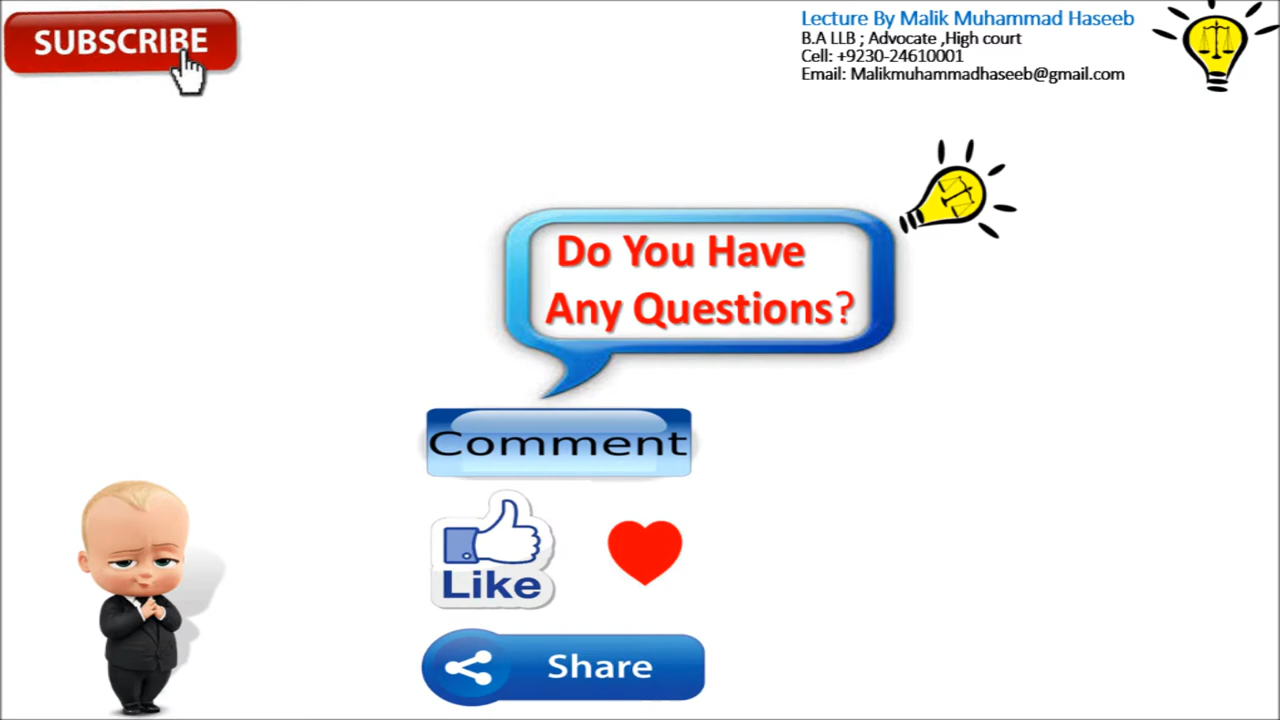 SUBSCRIBE
Lecture By Malik Muhammad Haseeb
B.A LLB ; Advocate ,High court
Cell: +9230-24610001
Email: Malikmuhammadhaseeb@gmail.com
Do You Have
Any Questions?
Comment
Like
Share